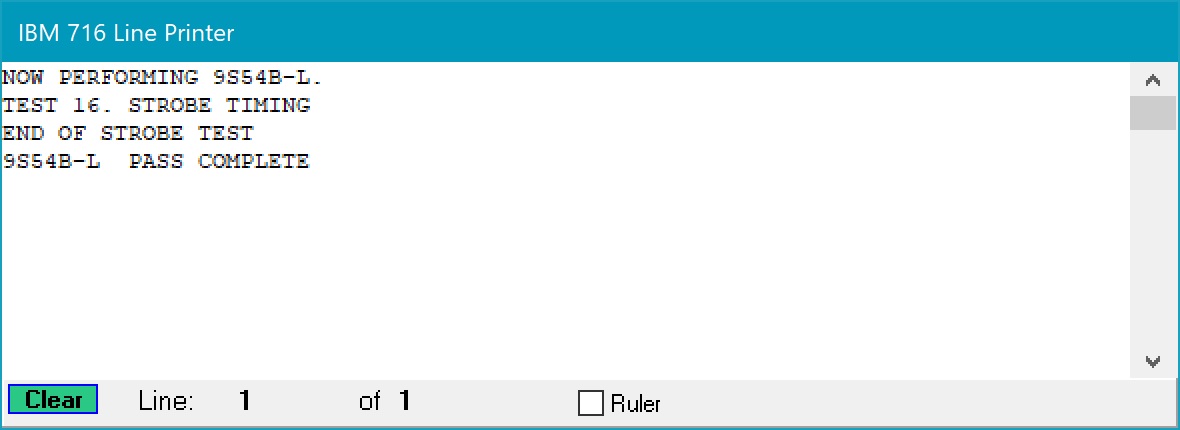 IBM 716 Line Printer
NOW PERFORMING 9S54B-L.
TEST 16. STROBE TIMING
END OF STROBE TEST
9S54B-L  PASS COMPLETE
Clear Line: 1 of 1 Ruler